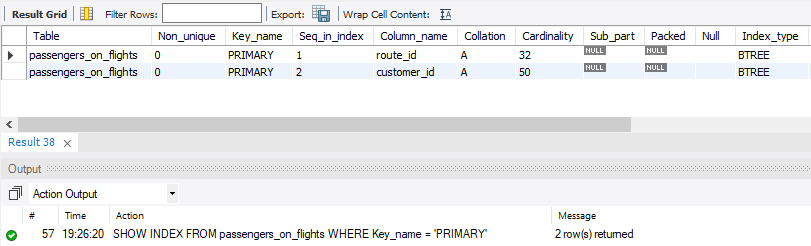 Result Grid Filter Rows: Export: Wrap Cell Content: IA
Table Non_unique Key_name Seq_in_index Column_name Collation Cardinality Sub_part Packed Null Index_type
passengers_on_flights 0 PRIMARY 1 route_id A 32 NULL NULL BTREE
passengers_on_flights 0 PRIMARY 2 customer_id A 50 NULL NULL BTREE
Result 38
Output
Action Output
# Time Action Message
57 19:26:20 SHOW INDEX FROM passengers_on_flights WHERE Key_name = 'PRIMARY' 2 row(s) returned